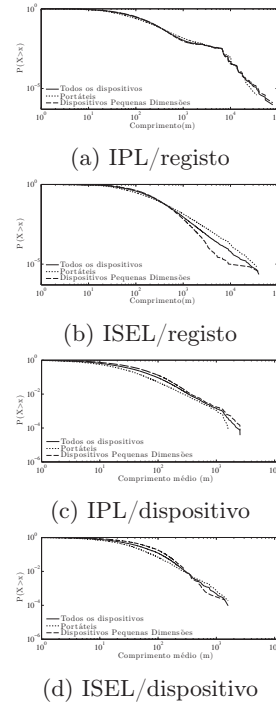 10⁰
P(X>x)
10⁻⁵
Todos os dispositivos
Portáteis
Dispositivos Pequenas Dimensões
10⁰ 10¹ 10² 10³ 10⁴
Comprimento(m)
(a) IPL/registo
10⁰
P(X>x)
10⁻⁵
Todos os dispositivos
Portáteis
Dispositivos Pequenas Dimensões
10⁰ 10¹ 10² 10³ 10⁴
Comprimento(m)
(b) ISEL/registo
10⁰
10⁻²
P(X>x)
10⁻⁴
10⁻⁶
Todos os dispositivos
Portáteis
Dispositivos Pequenas Dimensões
10⁰ 10¹ 10² 10³
Comprimento médio (m)
(c) IPL/dispositivo
10⁰
10⁻²
P(X>x)
10⁻⁴
10⁻⁶
Todos os dispositivos
Portáteis
Dispositivos Pequenas Dimensões
10⁰ 10¹ 10² 10³
Comprimento médio (m)
(d) ISEL/dispositivo